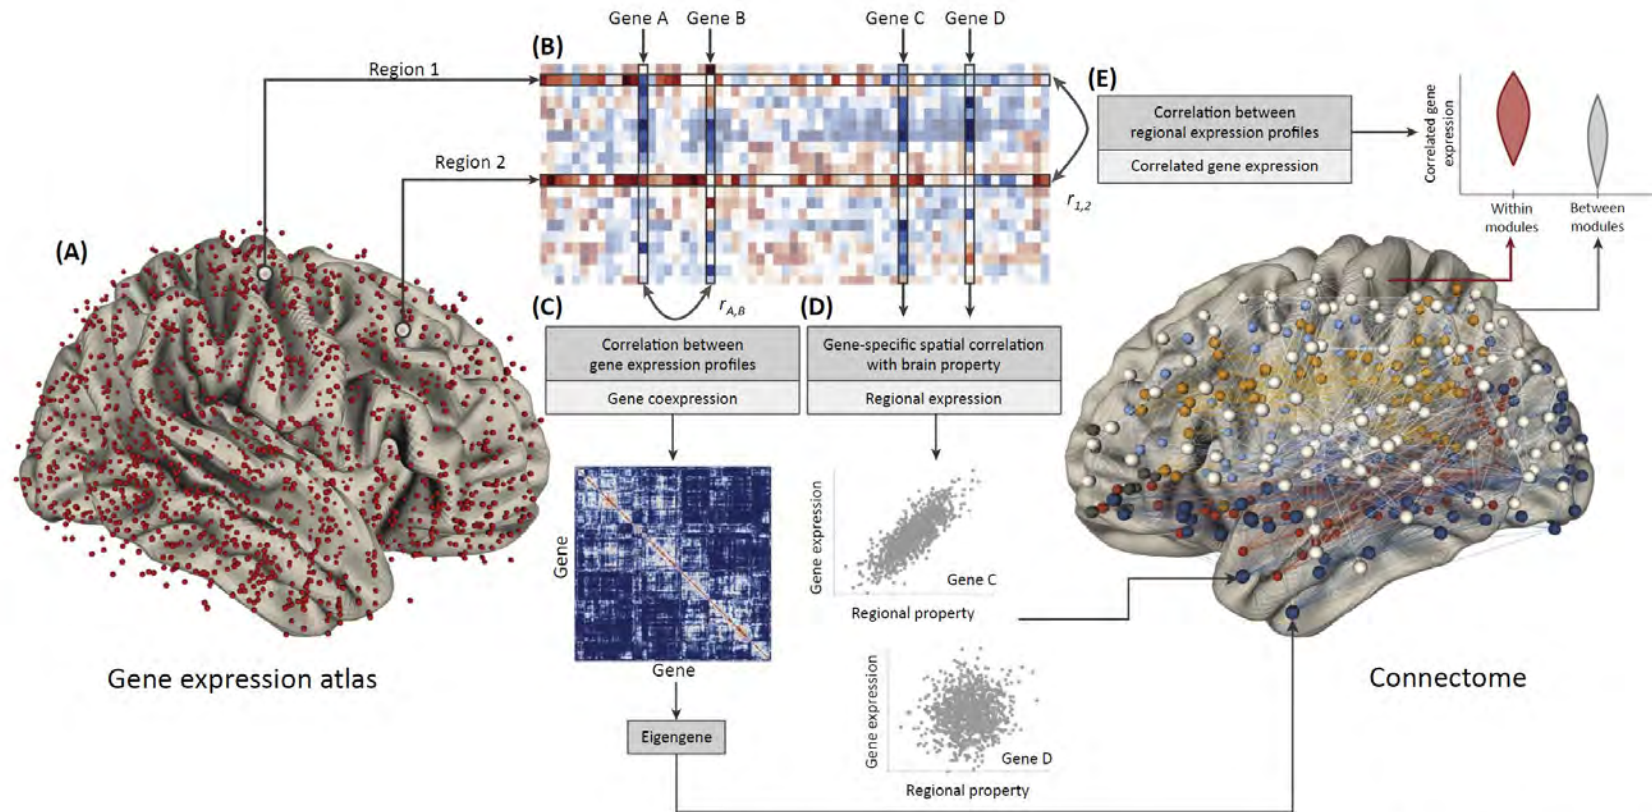 Gene A
Gene B
Gene C
Gene D
(B)
(E)
Region 1
Correlation between
regional expression profiles
Correlated gene expression
Correlated gene
expression
Region 2
r1,2
Within
modules
Between
modules
(A)
(C)
rA,B
(D)
Correlation between
gene expression profiles
Gene coexpression
Gene-specific spatial correlation
with brain property
Regional expression
Gene
Gene
Gene expression
Gene C
Regional property
Gene expression atlas
Connectome
Gene expression
Gene D
Regional property
Eigengene